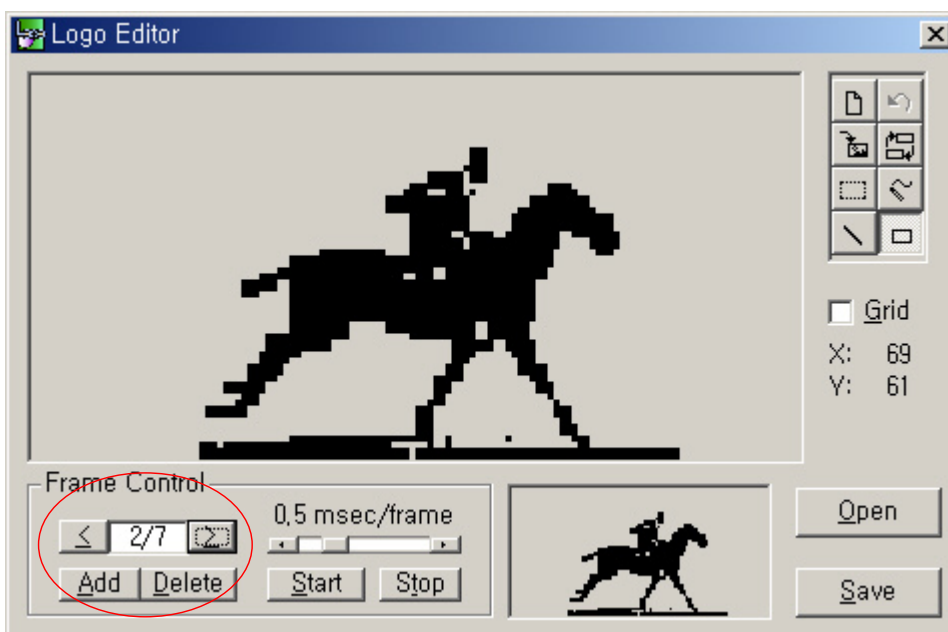 Logo Editor
Grid
X: 69
Y: 61
Frame Control
< 2/7 >
0,5 msec/frame
Add Delete Start Stop
Open
Save